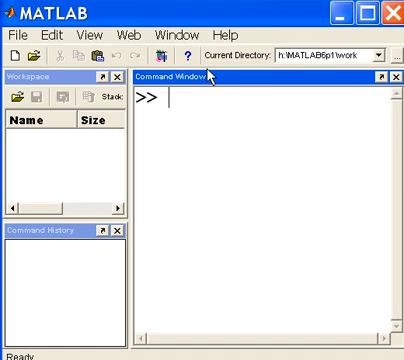 MATLAB
File Edit View Web Window Help
Current Directory: h:\MATLAB6p1\work ...
Workspace
Stack:
Name Size
Command History
Command Window
>>
Ready